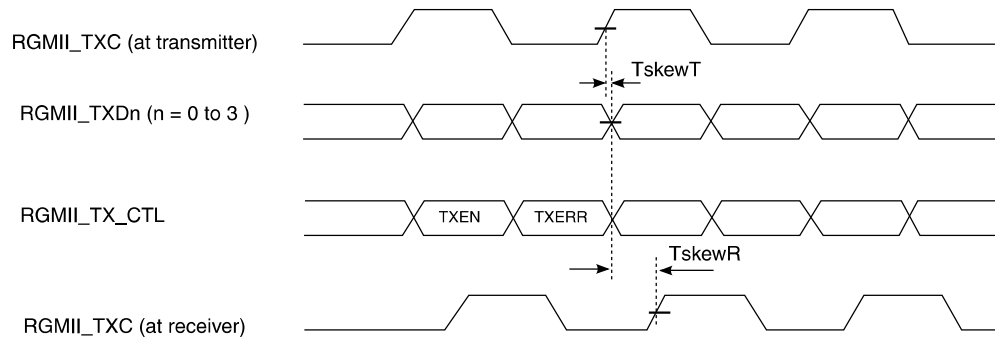 RGMII_TXC (at transmitter)
TskewT
RGMII_TXDn (n = 0 to 3 )
RGMII_TX_CTL
TXEN
TXERR
TskewR
RGMII_TXC (at receiver)